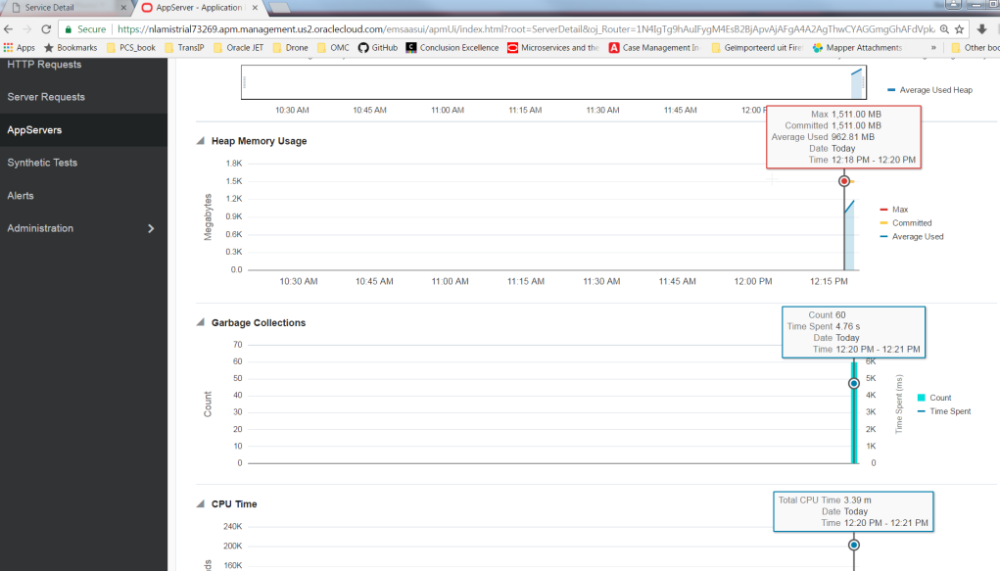 Service Detail
AppServer - Application
Secure
https://nlamistrial73269.apm.management.us2.oraclecloud.com/emsaasui/apmUi/index.html?root=ServerDetail&oj_Router=
Apps
Bookmarks
PCS_book
TransIP
Oracle JET
Drone
OMC
GitHub
Conclusion Excellence
Microservices and the
Case Management In
Geïmporteerd uit Fire
Mapper Attachments
»
Other boo
HTTP Requests
Server Requests
AppServers
Synthetic Tests
Alerts
Administration
Average Used Heap
10:30 AM 10:45 AM 11:00 AM 11:15 AM 11:30 AM 11:45 AM 12:00 P
Max 1,511.00 MB
Committed 1,511.00 MB
Average Used 962.81 MB
Date Today
Time 12:18 PM - 12:20 PM
Heap Memory Usage
Megabytes
1.8K
1.5K
1.2K
0.9K
0.6K
0.3K
0.0
10:30 AM 10:45 AM 11:00 AM 11:15 AM 11:30 AM 11:45 AM 12:00 PM 12:15 PM
Max
Committed
Average Used
Garbage Collections
Count 60
Time Spent 4.76 s
Date Today
Time 12:20 PM - 12:21 PM
Count
70
60
50
40
30
20
10
0
6K
5K
4K
3K
2K
1K
0
Time Spent (ms)
Count
Time Spent
CPU Time
Total CPU Time 3.39 m
Date Today
Time 12:20 PM - 12:21 PM
240K
200K
160K